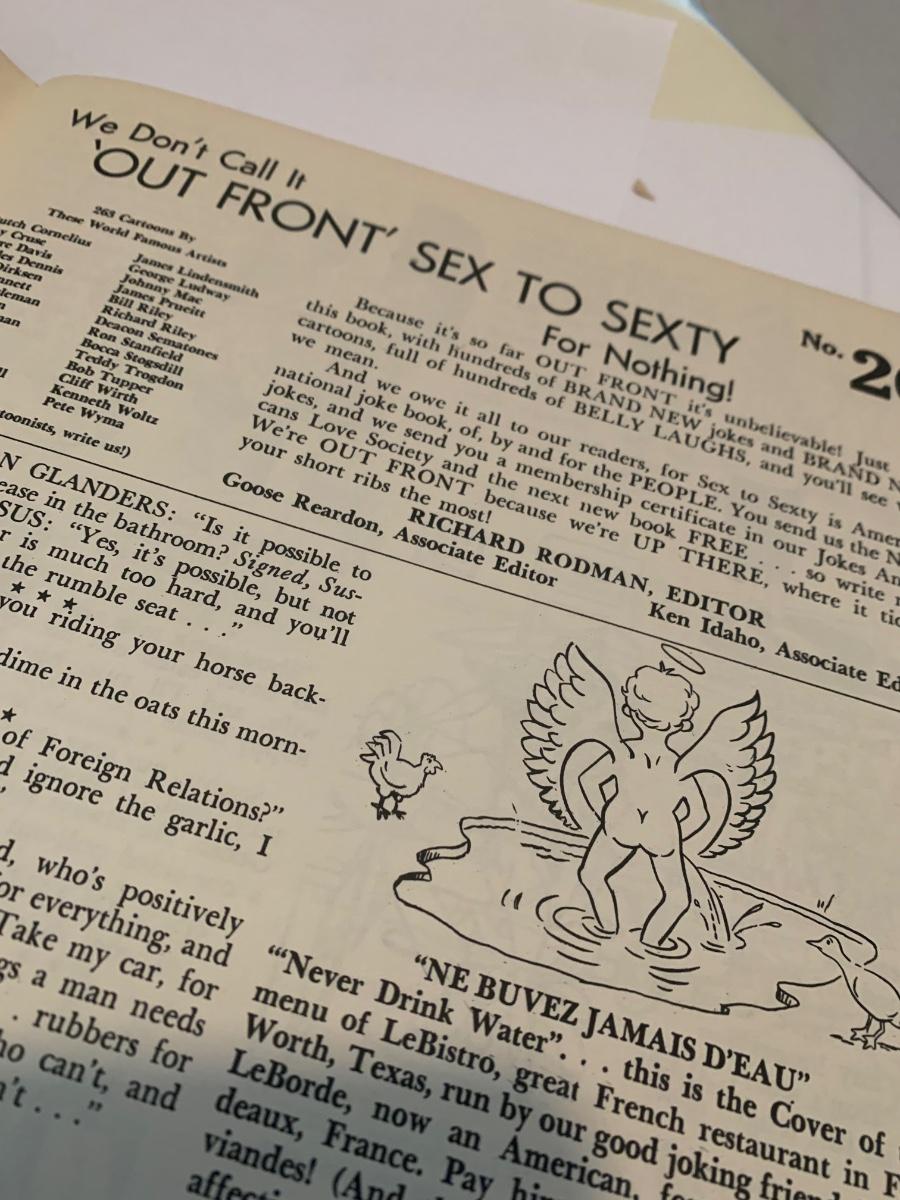 We Don't Call It
'OUT FRONT' SEX TO SEXTY
For Nothing!
No.
263 Cartoons By
These World Famous Artists
Cornelius
Cruse
Davis
Dennis
Dirksen
James Lindensmith
George Ludway
Johnny Mac
James Prueitt
Bill Riley
Richard Riley
Deacon Sematones
Ron Stanfield
Bocca Stogsdill
Teddy Trogdon
Bob Tupper
Cliff Wirth
Kenneth Woltz
Pete Wyma
write us!)
Because it's so far OUT FRONT it's unbelievable! Just
this book, with hundreds of BRAND NEW jokes and BRAND
cartoons, full of hundreds of BELLY LAUGHS, and you'll see
we mean.
And we owe it all to our readers, for Sex to Sexty is
national joke book, of, by and for the PEOPLE. You send us the
jokes, and we send you a membership certificate in our Jokes
cans Love Society and the next new book FREE . . . so write
We're OUT FRONT because we're UP THERE, where it
your short ribs the most!
RICHARD RODMAN, EDITOR
Goose Reardon, Associate Editor
Ken Idaho, Associate
GLANDERS: "Is it possible to
in the bathroom? Signed, Sus-
"Yes, it's possible, but not
is much too hard, and you'll
the rumble seat . . ."
★ ★ ★
you riding your horse back-
dime in the oats this morn-
★
of Foreign Relations?"
ignore the garlic, I
who's positively
everything, and
Take my car, for
a man needs
. rubbers for
can't, and
"NE BUVEZ JAMAIS D'EAU"
"'Never Drink Water". . . this is the Cover of
menu of LeBistro, great French restaurant in
Worth, Texas, run by our good joking
LeBorde, now an American,
deaux, France. Pay
viandes! (And